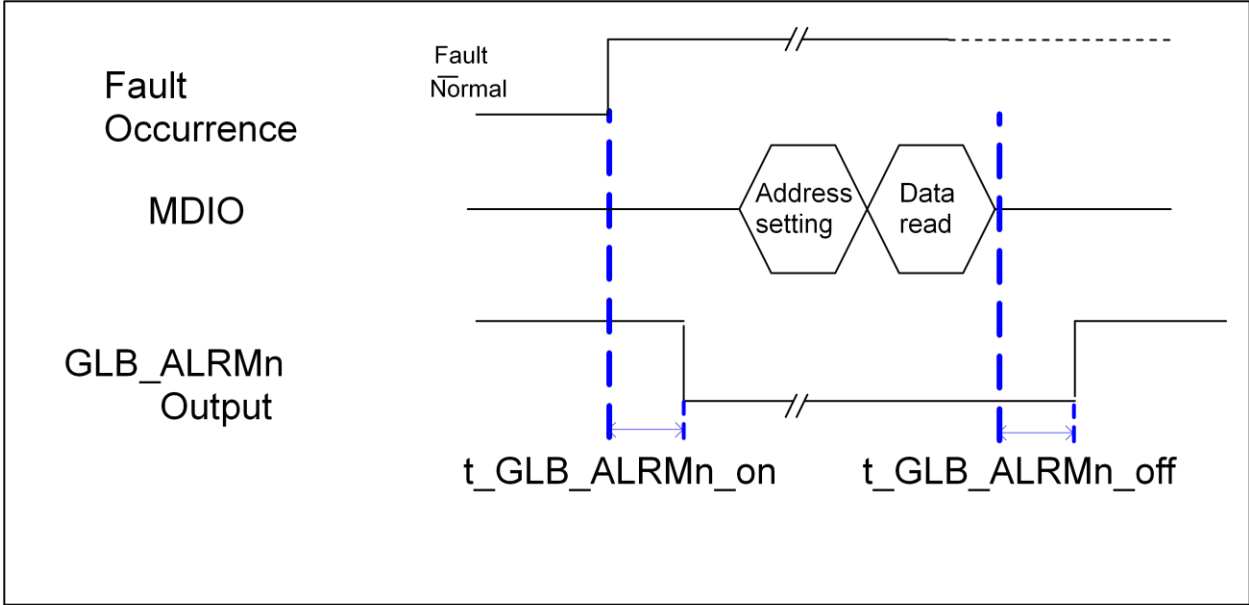 Fault
Normal
Fault
Occurrence
MDIO
Address
setting
Data
read
GLB_ALRMn
Output
t_GLB_ALRMn_on
t_GLB_ALRMn_off